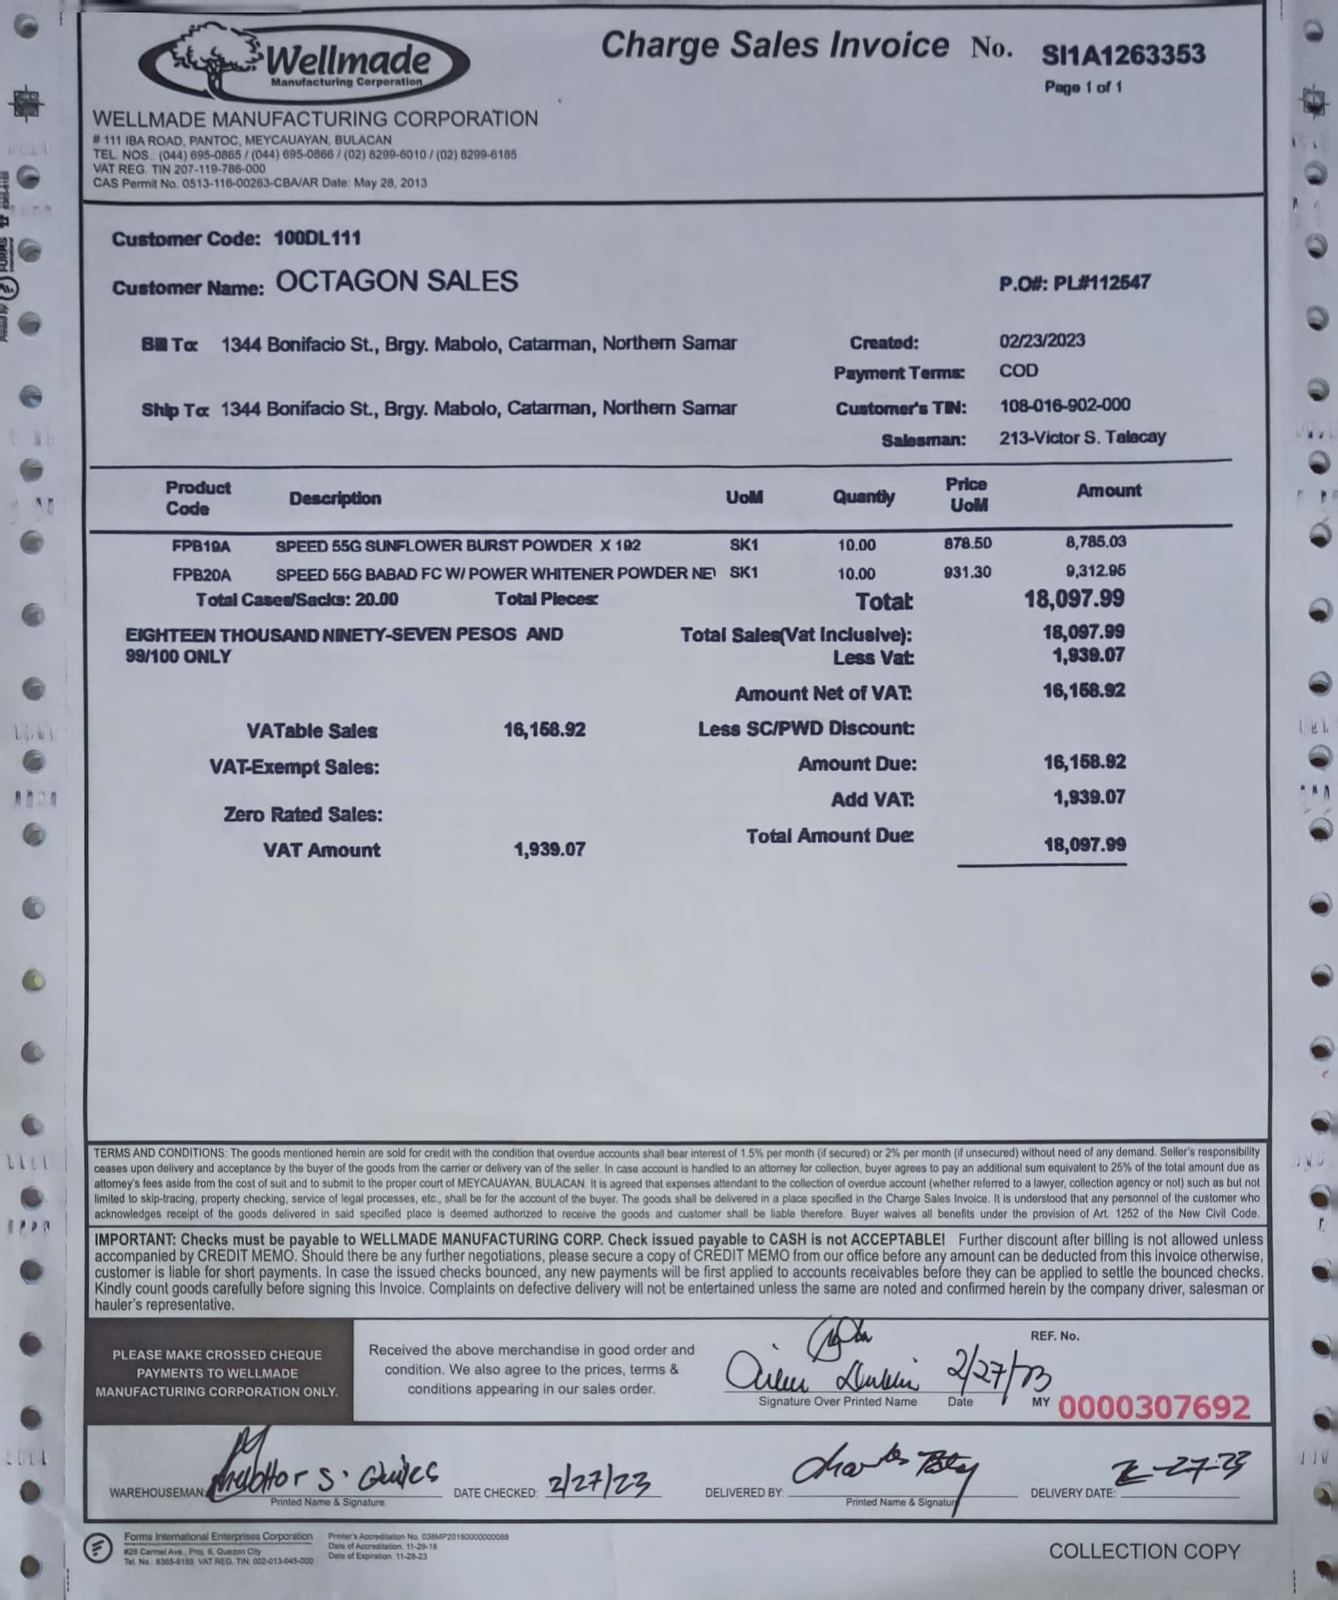 Wellmade
Manufacturing Corporation
Charge Sales Invoice No. SI1A1263353
Page 1 of 1
WELLMADE MANUFACTURING CORPORATION
# 111 IBA ROAD, PANTOC, MEYCAUAYAN, BULACAN
TEL. NOS.: (044) 695-0865 / (044) 695-0866 / (02) 8299-6010 / (02) 8299-6185
VAT REG. TIN 207-119-786-000
CAS Permit No. 0513-116-00263-CBA/AR Date: May 28, 2013
Customer Code: 100DL111
Customer Name: OCTAGON SALES
P.O#: PL#112547
Bill To: 1344 Bonifacio St., Brgy. Mabolo, Catarman, Northern Samar
Created: 02/23/2023
Payment Terms: COD
Ship To: 1344 Bonifacio St., Brgy. Mabolo, Catarman, Northern Samar
Customer's TIN: 108-016-902-000
Salesman: 213-Victor S. Talacay
Product Code Description UoM Quantiy Price UoM Amount
FPB19A SPEED 55G SUNFLOWER BURST POWDER X 192 SK1 10.00 878.50 8,785.03
FPB20A SPEED 55G BABAD FC W/ POWER WHITENER POWDER NE SK1 10.00 931.30 9,312.95
Total Cases/Sacks: 20.00 Total Pieces: Total: 18,097.99
EIGHTEEN THOUSAND NINETY-SEVEN PESOS AND
99/100 ONLY
Total Sales(Vat Inclusive): 18,097.99
Less Vat: 1,939.07
Amount Net of VAT: 16,158.92
VATable Sales 16,158.92 Less SC/PWD Discount:
VAT-Exempt Sales: Amount Due: 16,158.92
Zero Rated Sales: Add VAT: 1,939.07
VAT Amount 1,939.07 Total Amount Due: 18,097.99
TERMS AND CONDITIONS: The goods mentioned herein are sold for credit with the condition that overdue accounts shall bear interest of 1.5% per month (if secured) or 2% per month (if unsecured) without need of any demand. Seller's responsibility
ceases upon delivery and acceptance by the buyer of the goods from the carrier or delivery van of the seller. In case account is handled to an attorney for collection, buyer agrees to pay an additional sum equivalent to 25% of the total amount due as
attorney's fees aside from the cost of suit and to submit to the proper court of MEYCAUAYAN, BULACAN. It is agreed that expenses attendant to the collection of overdue account (whether referred to a lawyer, collection agency or not) such as but not
limited to skip-tracing, property checking, service of legal processes, etc., shall be for the account of the buyer. The goods shall be delivered in a place specified in the Charge Sales Invoice. It is understood that any personnel of the customer who
acknowledges receipt of the goods delivered in said specified place is deemed authorized to receive the goods and customer shall be liable therefore. Buyer waives all benefits under the provision of Art. 1252 of the New Civil Code.
IMPORTANT: Checks must be payable to WELLMADE MANUFACTURING CORP. Check issued payable to CASH is not ACCEPTABLE! Further discount after billing is not allowed unless
accompanied by CREDIT MEMO. Should there be any further negotiations, please secure a copy of CREDIT MEMO from our office before any amount can be deducted from this invoice otherwise,
customer is liable for short payments. In case the issued checks bounced, any new payments will be first applied to accounts receivables before they can be applied to settle the bounced checks.
Kindly count goods carefully before signing this Invoice. Complaints on defective delivery will not be entertained unless the same are noted and confirmed herein by the company driver, salesman or
hauler's representative.
PLEASE MAKE CROSSED CHEQUE
PAYMENTS TO WELLMADE
MANUFACTURING CORPORATION ONLY.
Received the above merchandise in good order and
condition. We also agree to the prices, terms &
conditions appearing in our sales order.
2/27/23
Signature Over Printed Name Date
REF. No.
MY 0000307692
WAREHOUSEMAN: S.
Printed Name & Signature
DATE CHECKED: 2/27/23
DELIVERED BY:
Printed Name & Signature
DELIVERY DATE: 2-27-23
Forms International Enterprises Corporation
#28 Carmel Ave., Proj. 6, Quezon City
Tel. No.: 8365-8155 VAT REG. TIN: 002-013-045-000
Printer's Accreditation No. 038MP20180000000088
Date of Accreditation. 11-29-18
Date of Expiration. 11-28-23
COLLECTION COPY